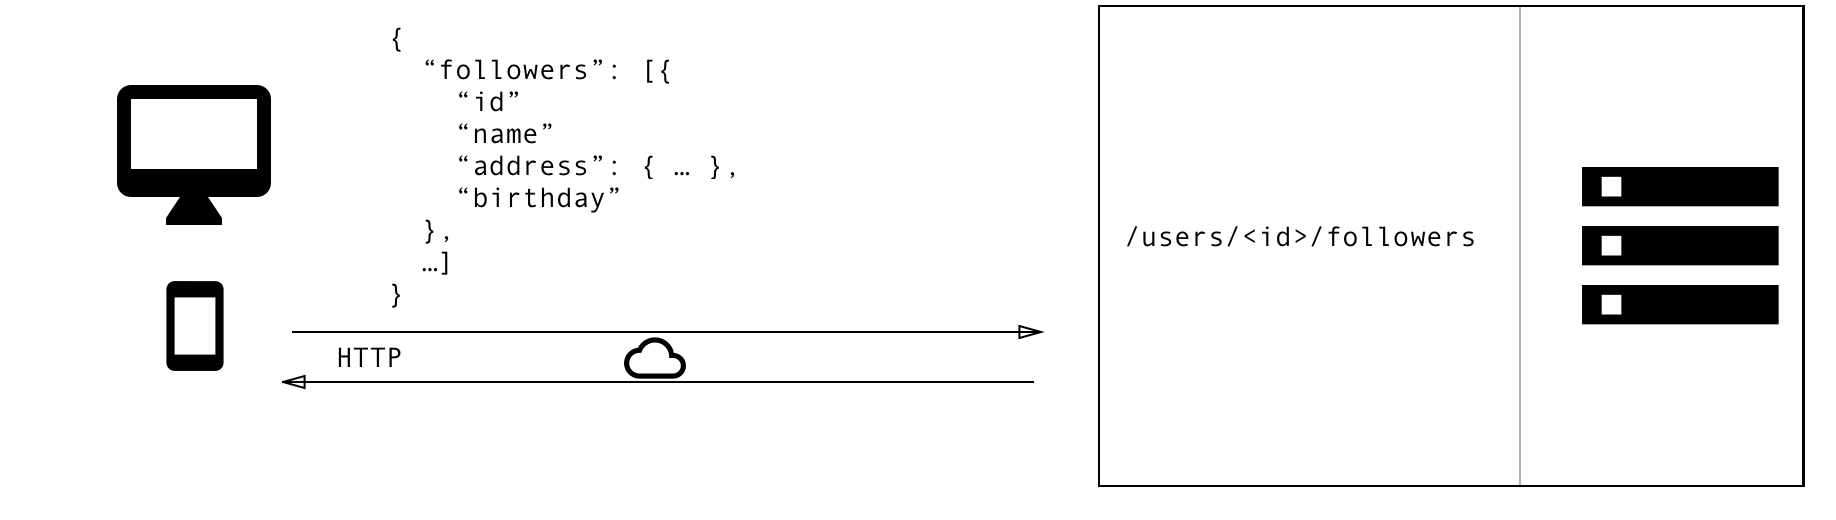 {
  “followers”: [{
    “id”
    “name”
    “address”: { … },
    “birthday”
  },
  …]
}
HTTP
/users/<id>/followers